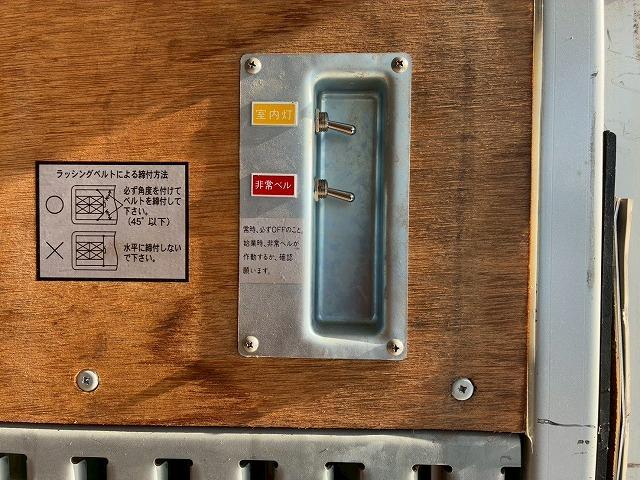 室内灯
非常ベル
常時、必ずOFFのこと。
始業時、非常ベルが
作動するか、確認
願います。
ラッシングベルトによる締付方法
○
必ず角度を付けて
ベルトを締付して
下さい。
(45°以下)
×
水平に締付しない
で下さい。